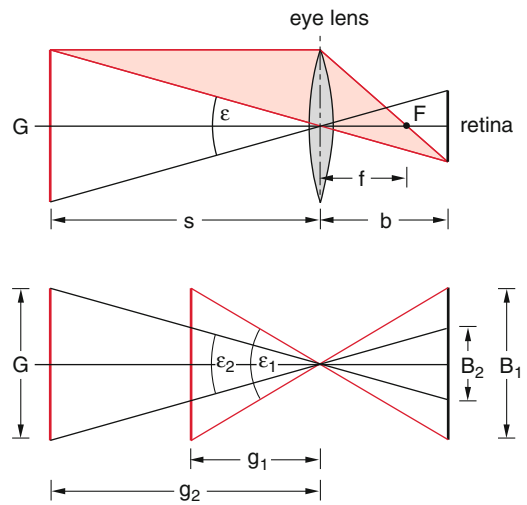 eye lens
ε
F
G
retina
f
s
b
G
ε₂
ε₁
B₂
B₁
g₁
g₂